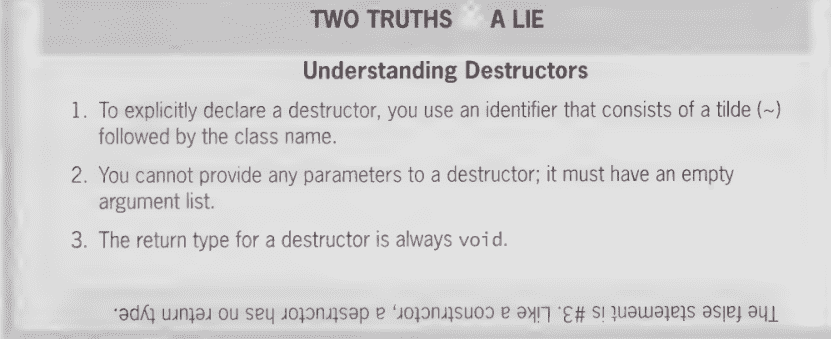 TWO TRUTHS & A LIE
Understanding Destructors
1. To explicitly declare a destructor, you use an identifier that consists of a tilde (~)
followed by the class name.
2. You cannot provide any parameters to a destructor; it must have an empty
argument list.
3. The return type for a destructor is always void.
The false statement is #3. Like a constructor, a destructor has no return type.